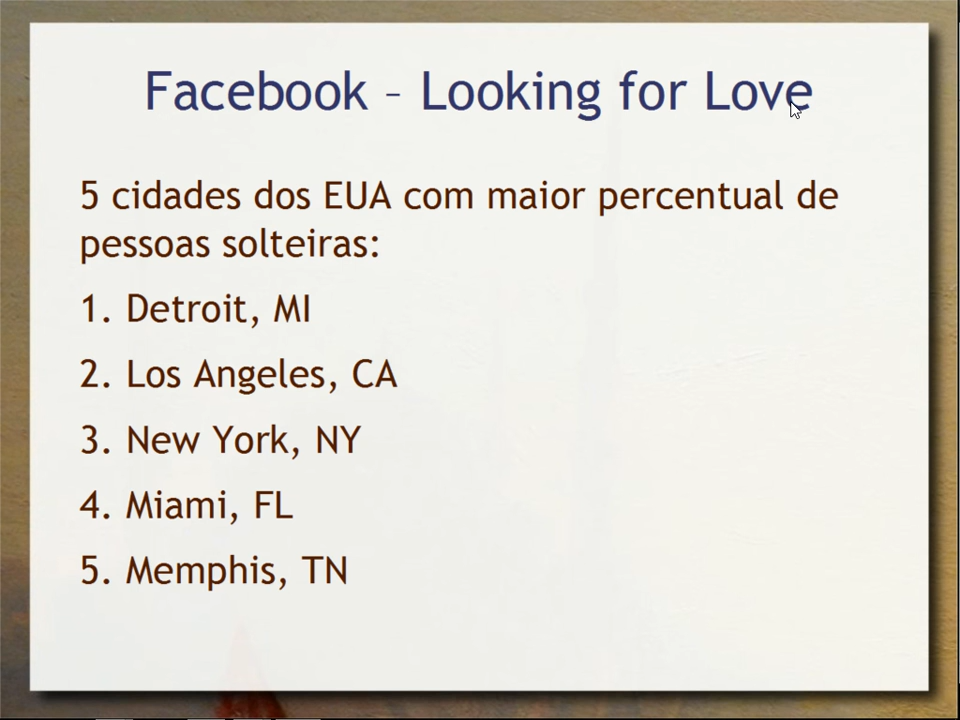 Facebook – Looking for Love
5 cidades dos EUA com maior percentual de
pessoas solteiras:
1. Detroit, MI
2. Los Angeles, CA
3. New York, NY
4. Miami, FL
5. Memphis, TN